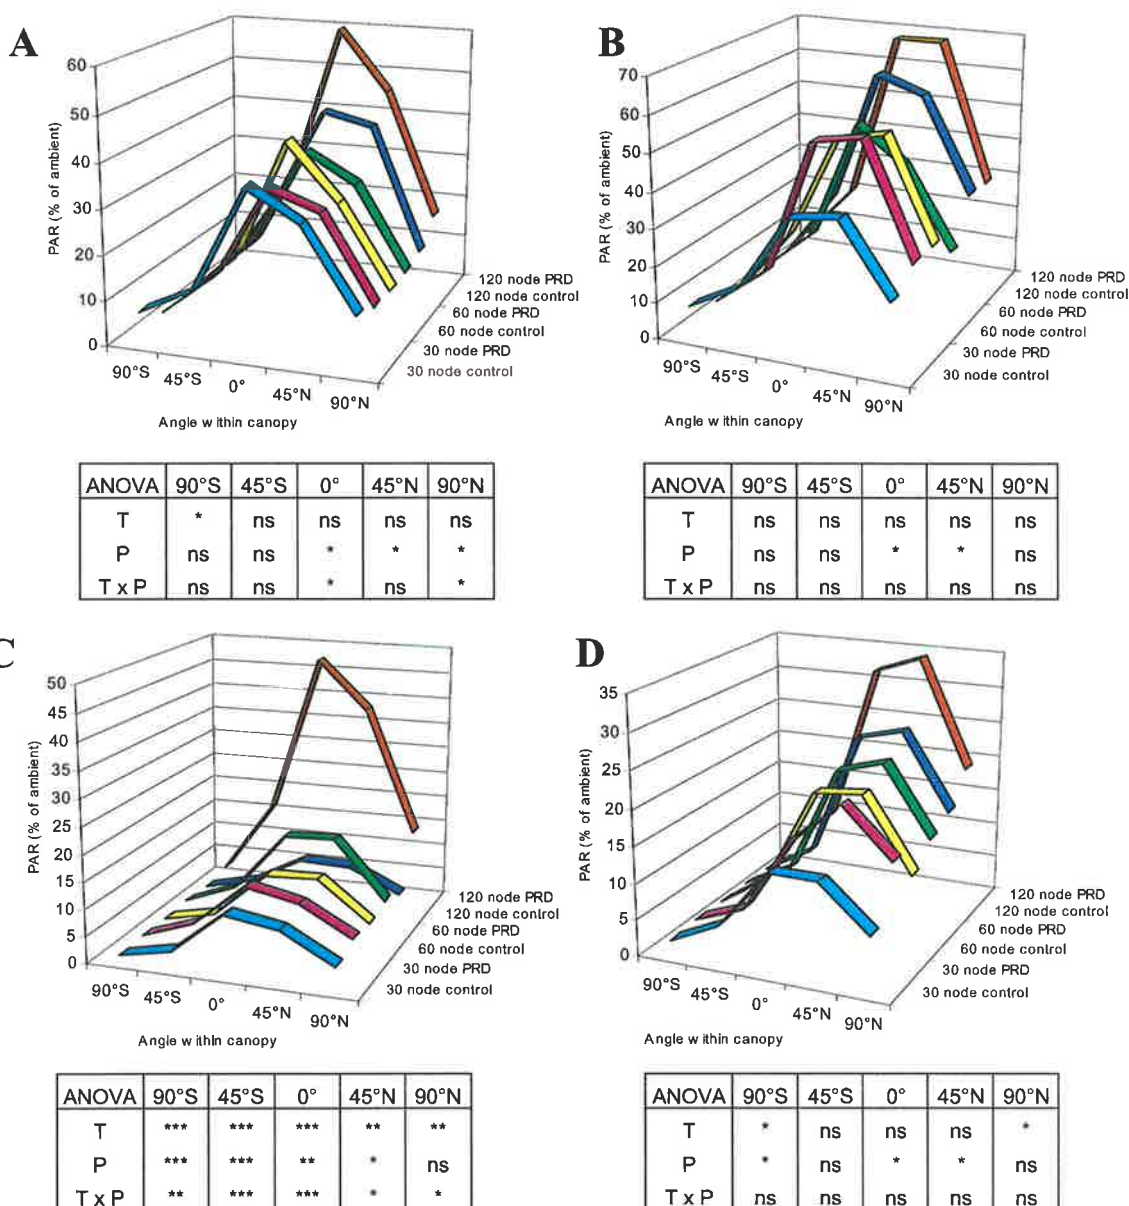 A
60
50
40
30
20
10
0
PAR (% of ambient)
90°S 45°S 0° 45°N 90°N
Angle within canopy
120 node PRD
120 node control
60 node PRD
60 node control
30 node PRD
30 node control
B
70
60
50
40
30
20
10
0
PAR (% of ambient)
90°S 45°S 0° 45°N 90°N
Angle within canopy
120 node PRD
120 node control
60 node PRD
60 node control
30 node PRD
30 node control
ANOVA 90°S 45°S 0° 45°N 90°N
T * ns ns ns ns
P ns ns * * *
T x P ns ns * ns *
ANOVA 90°S 45°S 0° 45°N 90°N
T ns ns ns ns ns
P ns ns * * ns
T x P ns ns ns ns ns
C
50
45
40
35
30
25
20
15
10
5
0
PAR (% of ambient)
90°S 45°S 0° 45°N 90°N
Angle within canopy
120 node PRD
120 node control
60 node PRD
60 node control
30 node PRD
30 node control
D
35
30
25
20
15
10
5
0
PAR (% of ambient)
90°S 45°S 0° 45°N 90°N
Angle within canopy
120 node PRD
120 node control
60 node PRD
60 node control
30 node PRD
30 node control
ANOVA 90°S 45°S 0° 45°N 90°N
T *** *** *** ** **
P *** *** ** * ns
T x P ** *** *** * *
ANOVA 90°S 45°S 0° 45°N 90°N
T * ns ns ns *
P * ns * * ns
T x P ns ns ns ns ns